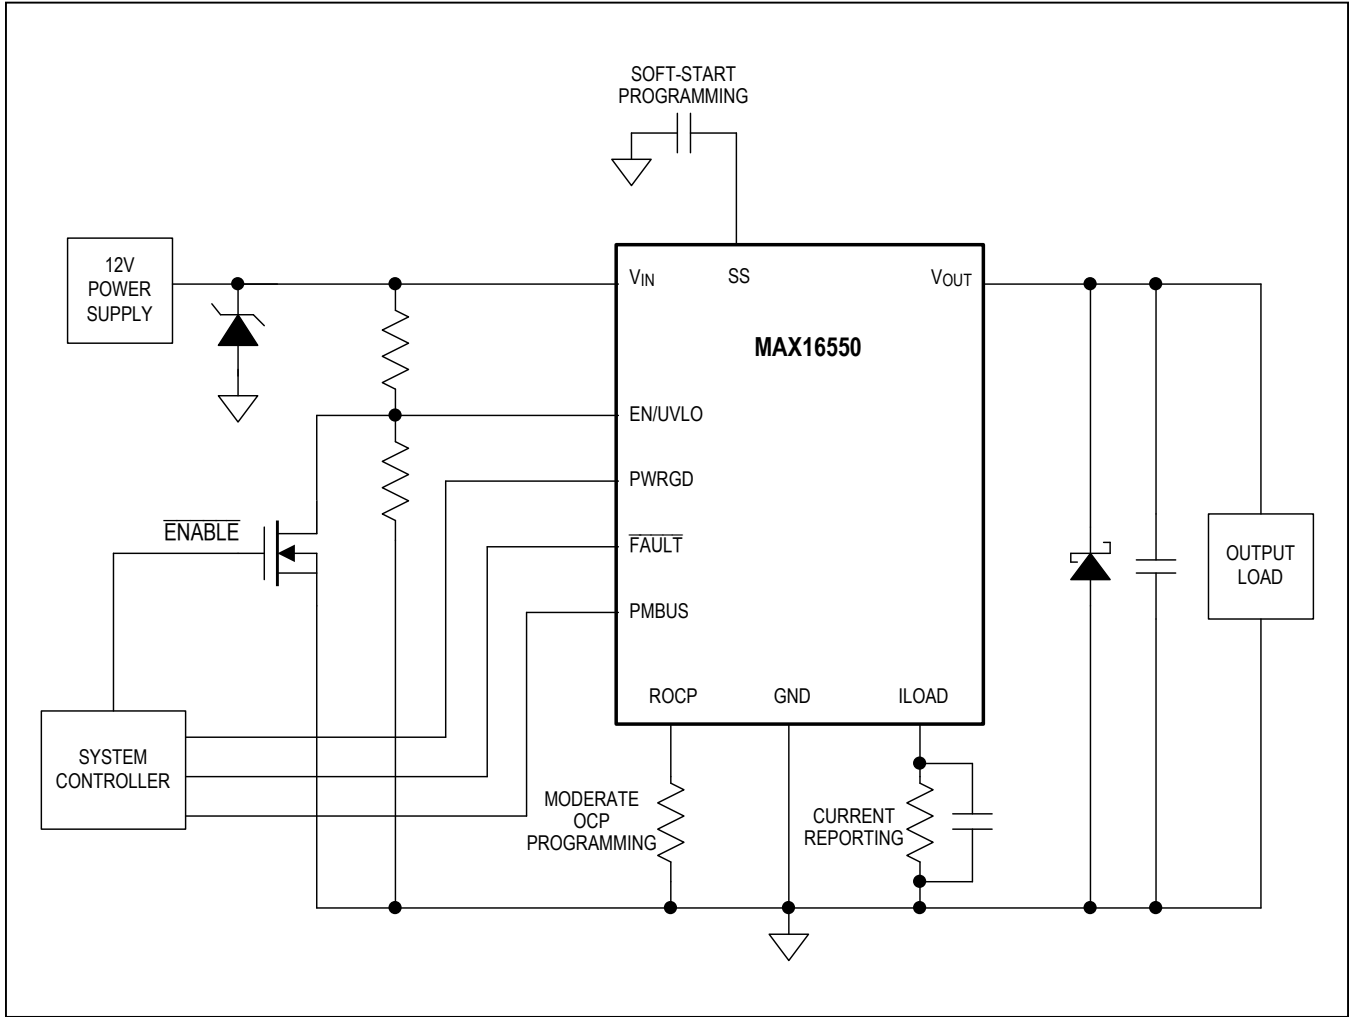 SOFT-START
PROGRAMMING
12V
POWER
SUPPLY
VIN
SS
VOUT
MAX16550
EN/UVLO
PWRGD
ENABLE
FAULT
PMBUS
OUTPUT
LOAD
ROCP
GND
ILOAD
SYSTEM
CONTROLLER
MODERATE
OCP
PROGRAMMING
CURRENT
REPORTING